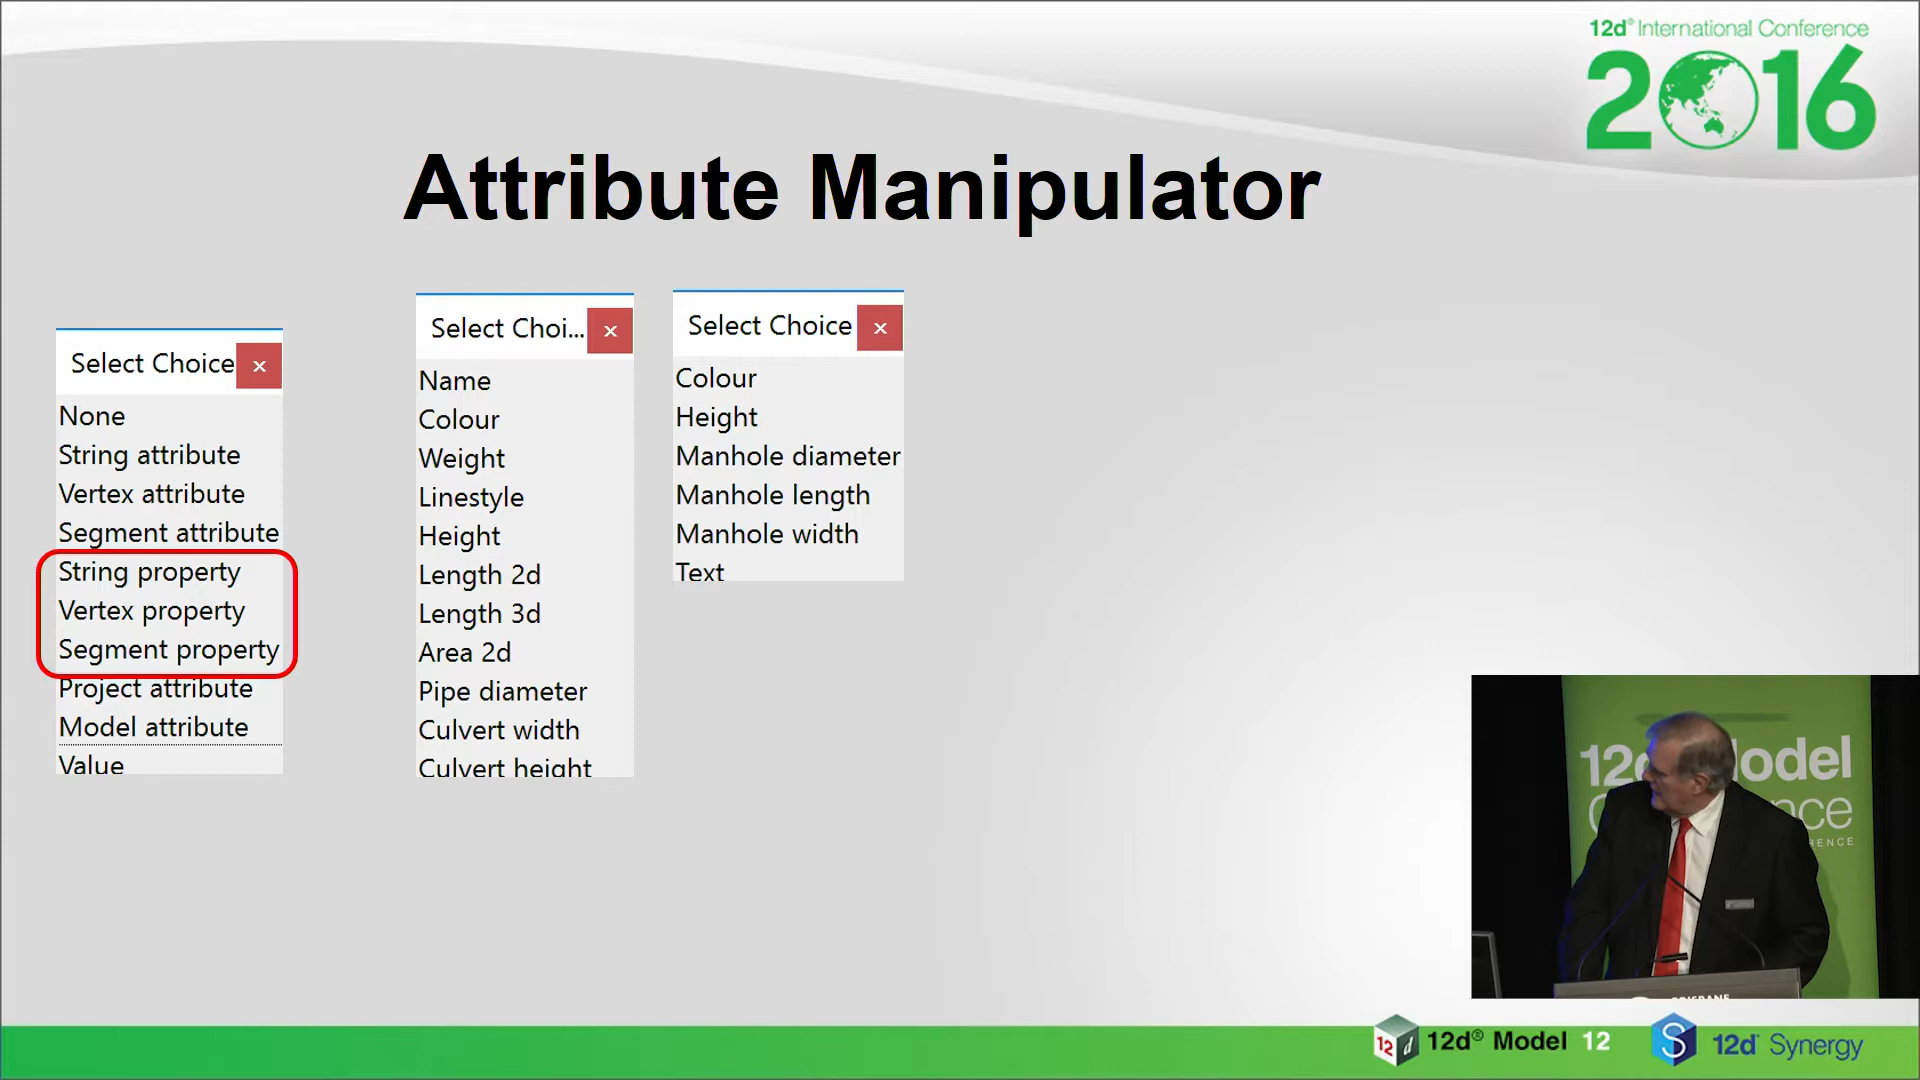 12d® International Conference
2016
Attribute Manipulator
Select Choice x
None
String attribute
Vertex attribute
Segment attribute
String property
Vertex property
Segment property
Project attribute
Model attribute
Value
Select Choi... x
Name
Colour
Weight
Linestyle
Height
Length 2d
Length 3d
Area 2d
Pipe diameter
Culvert width
Culvert height
Select Choice x
Colour
Height
Manhole diameter
Manhole length
Manhole width
Text
12d® Model 12
12d® Synergy